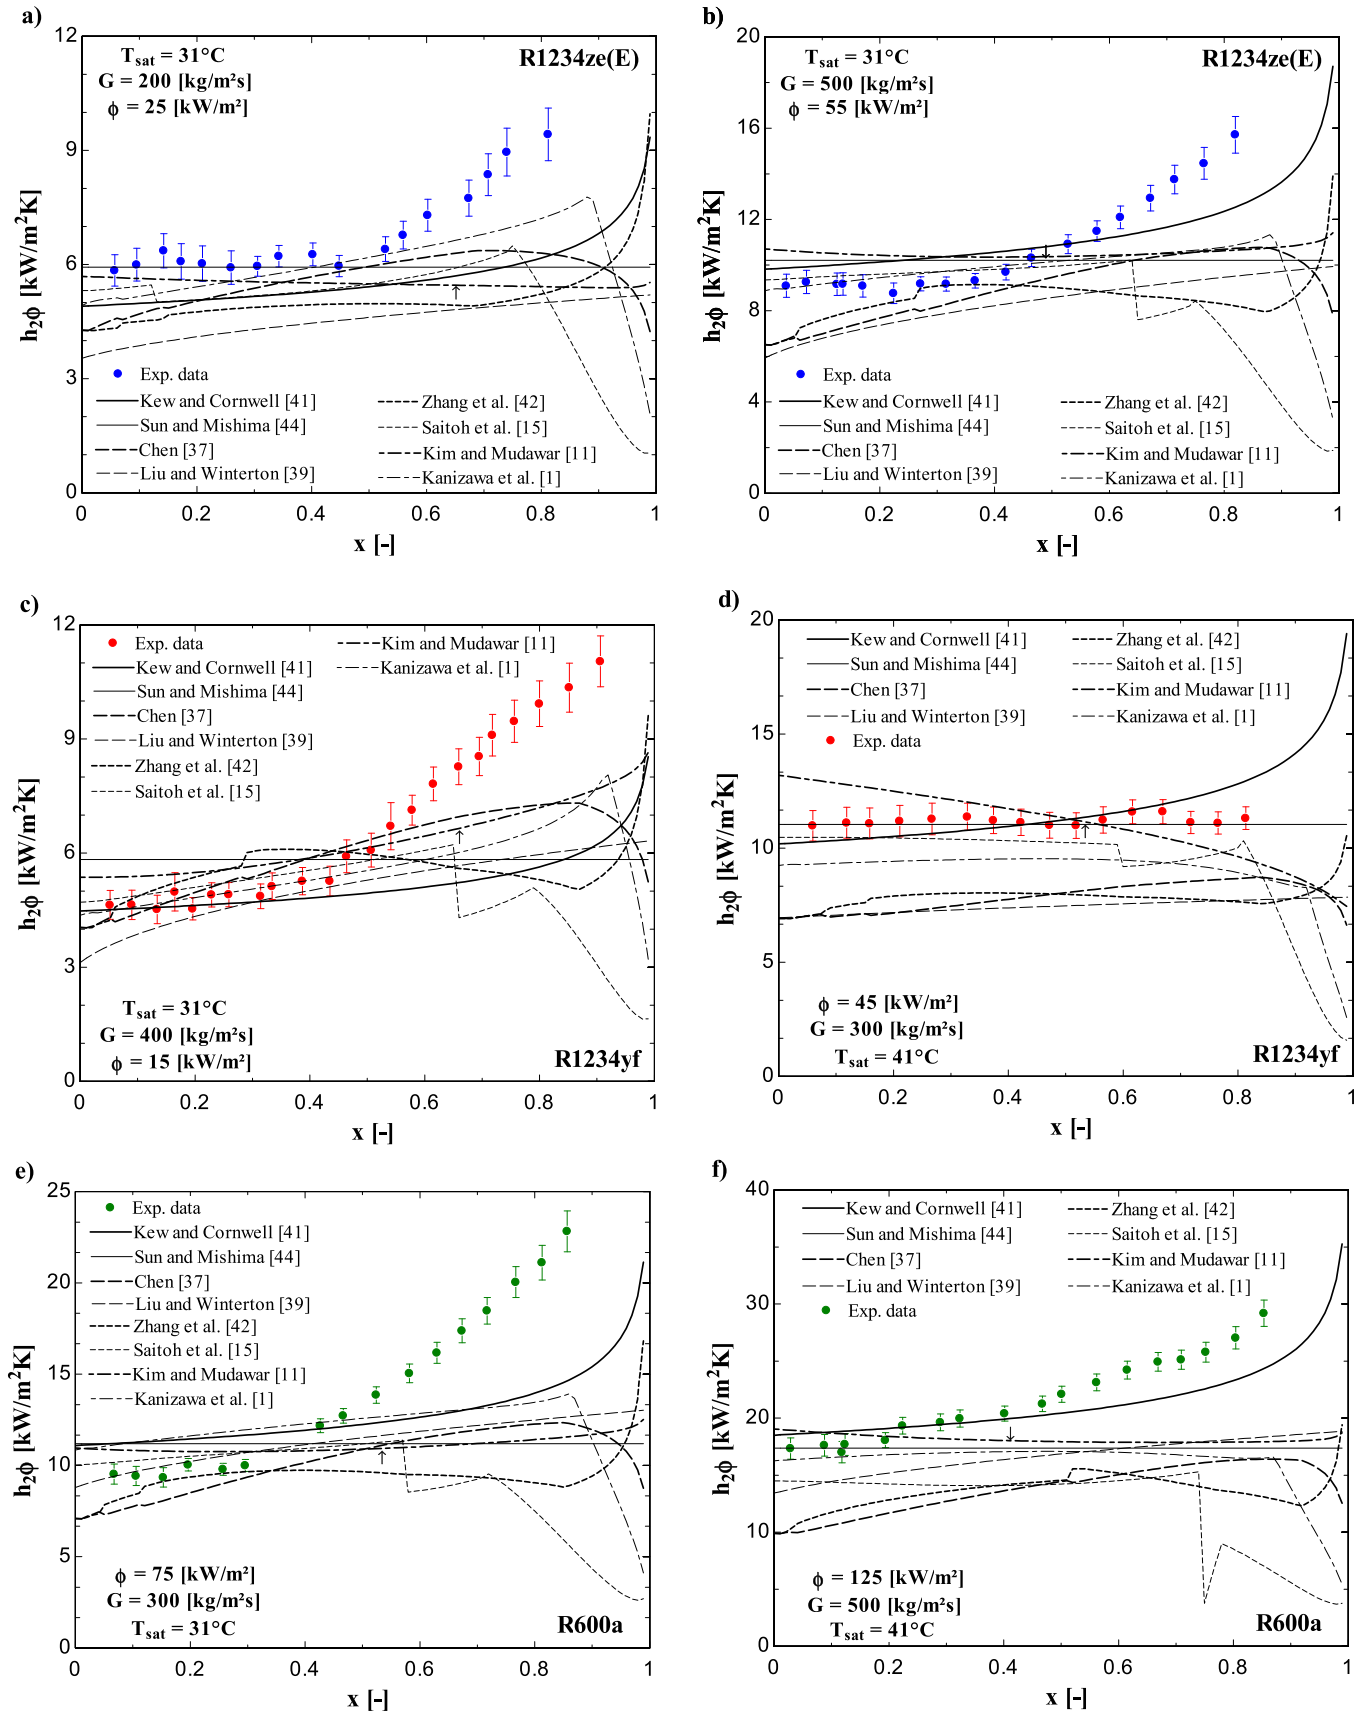 a)
T_sat = 31°C
G = 200 [kg/m²s]
ϕ = 25 [kW/m²]
R1234ze(E)
12
9
6
3
0
h₂ϕ [kW/m²K]
Exp. data
Kew and Cornwell [41]
Sun and Mishima [44]
Chen [37]
Liu and Winterton [39]
Zhang et al. [42]
Saitoh et al. [15]
Kim and Mudawar [11]
Kanizawa et al. [1]
0 0.2 0.4 0.6 0.8 1
x [-]
b)
T_sat = 31°C
G = 500 [kg/m²s]
ϕ = 55 [kW/m²]
R1234ze(E)
20
16
12
8
4
0
h₂ϕ [kW/m²K]
Exp. data
Kew and Cornwell [41]
Sun and Mishima [44]
Chen [37]
Liu and Winterton [39]
Zhang et al. [42]
Saitoh et al. [15]
Kim and Mudawar [11]
Kanizawa et al. [1]
0 0.2 0.4 0.6 0.8 1
x [-]
c)
12
9
6
3
0
h₂ϕ [kW/m²K]
Exp. data
Kew and Cornwell [41]
Sun and Mishima [44]
Chen [37]
Liu and Winterton [39]
Zhang et al. [42]
Saitoh et al. [15]
Kim and Mudawar [11]
Kanizawa et al. [1]
T_sat = 31°C
G = 400 [kg/m²s]
ϕ = 15 [kW/m²]
R1234yf
0 0.2 0.4 0.6 0.8 1
x [-]
d)
20
15
10
5
0
h₂ϕ [kW/m²K]
Kew and Cornwell [41]
Sun and Mishima [44]
Chen [37]
Liu and Winterton [39]
Exp. data
Zhang et al. [42]
Saitoh et al. [15]
Kim and Mudawar [11]
Kanizawa et al. [1]
ϕ = 45 [kW/m²]
G = 300 [kg/m²s]
T_sat = 41°C
R1234yf
0 0.2 0.4 0.6 0.8 1
x [-]
e)
25
20
15
10
5
0
h₂ϕ [kW/m²K]
Exp. data
Kew and Cornwell [41]
Sun and Mishima [44]
Chen [37]
Liu and Winterton [39]
Zhang et al. [42]
Saitoh et al. [15]
Kim and Mudawar [11]
Kanizawa et al. [1]
ϕ = 75 [kW/m²]
G = 300 [kg/m²s]
T_sat = 31°C
R600a
0 0.2 0.4 0.6 0.8 1
x [-]
f)
40
30
20
10
0
h₂ϕ [kW/m²K]
Kew and Cornwell [41]
Sun and Mishima [44]
Chen [37]
Liu and Winterton [39]
Exp. data
Zhang et al. [42]
Saitoh et al. [15]
Kim and Mudawar [11]
Kanizawa et al. [1]
ϕ = 125 [kW/m²]
G = 500 [kg/m²s]
T_sat = 41°C
R600a
0 0.2 0.4 0.6 0.8 1
x [-]